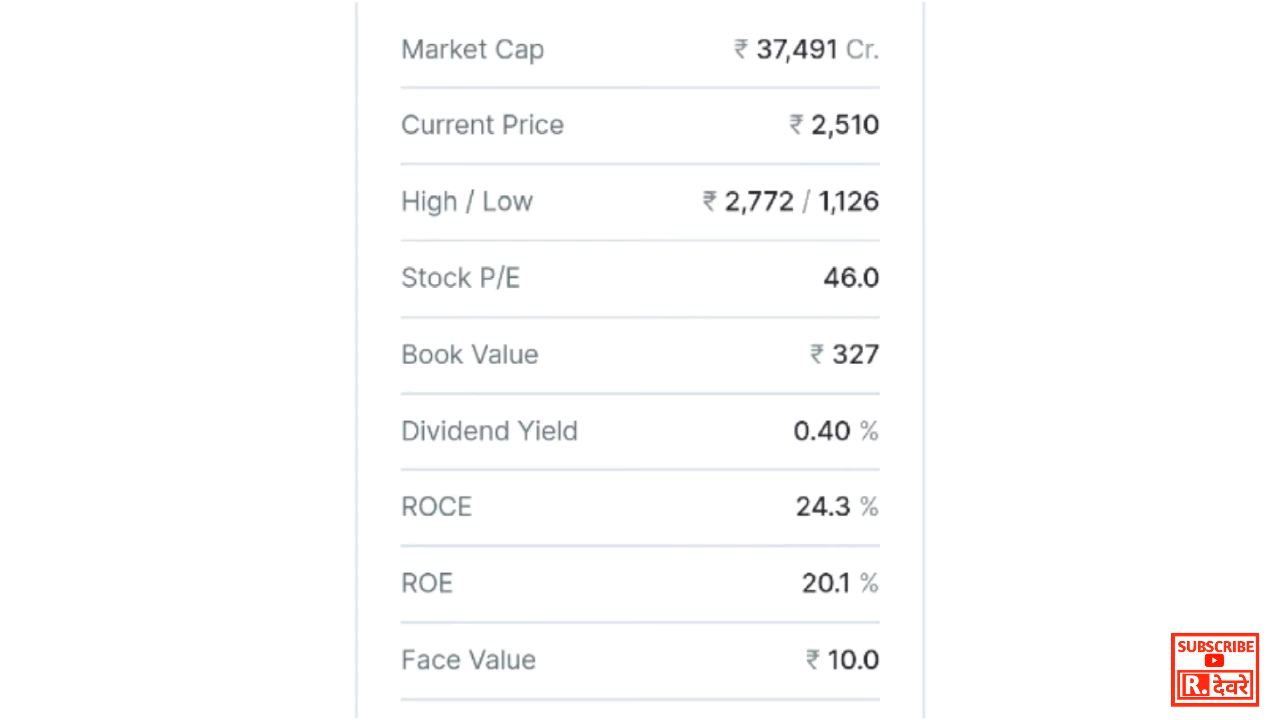 Market Cap ₹ 37,491 Cr.
Current Price ₹ 2,510
High / Low ₹ 2,772 / 1,126
Stock P/E 46.0
Book Value ₹ 327
Dividend Yield 0.40 %
ROCE 24.3 %
ROE 20.1 %
Face Value ₹ 10.0
SUBSCRIBE
R. देवरे